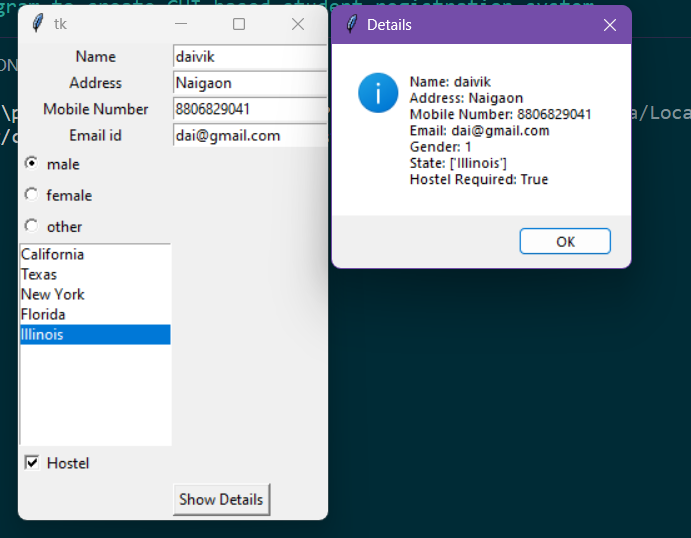 gram to create GUI based student registration system
tk
Name
daivik
Address
Naigaon
Mobile Number
8806829041
Email id
dai@gmail.com
male
female
other
California
Texas
New York
Florida
Illinois
Hostel
Show Details
Details
Name: daivik
Address: Naigaon
Mobile Number: 8806829041
Email: dai@gmail.com
Gender: 1
State: ['Illinois']
Hostel Required: True
OK
ON
\p
a/Loca
/c